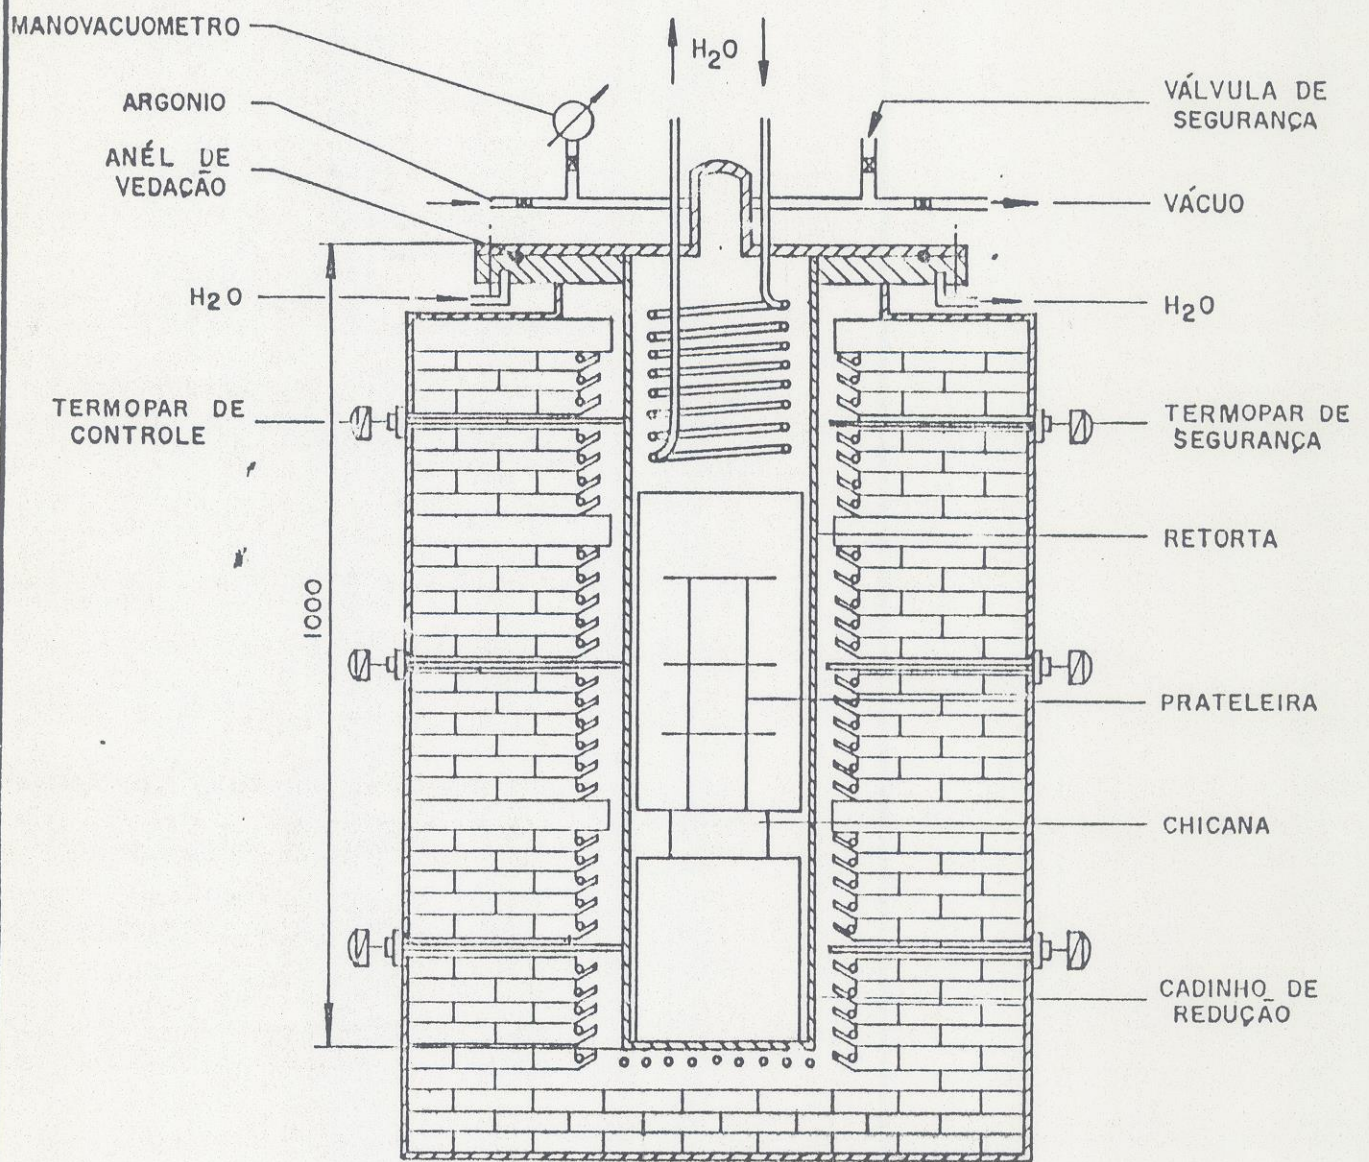 MANOVACUOMETRO
H2O
ARGONIO
VÁLVULA DE
SEGURANÇA
ANÉL DE
VEDAÇÃO
VÁCUO
H2O
H2O
TERMOPAR DE
CONTROLE
TERMOPAR DE
SEGURANÇA
RETORTA
1000
PRATELEIRA
CHICANA
CADINHO DE
REDUÇÃO